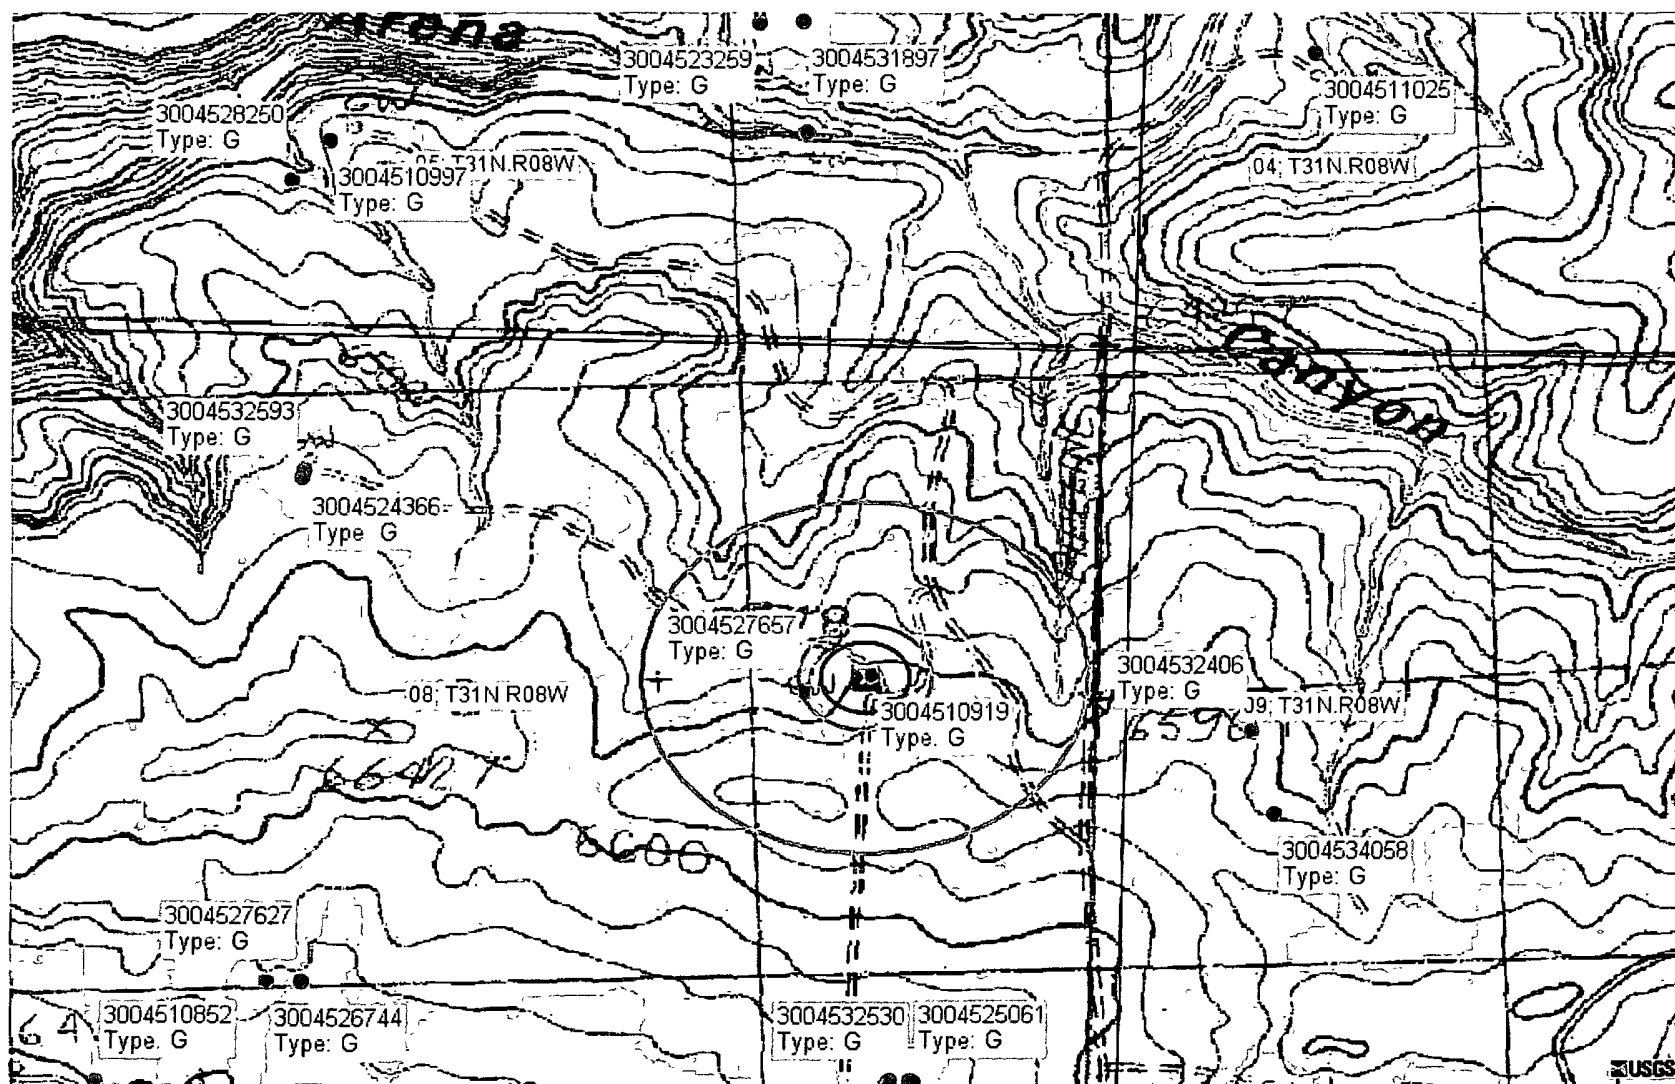 Arena
3004523259
Type: G
3004531897
Type: G
3004511025
Type: G
3004528250
Type: G
3004510997
Type: G
05; T31N R08W
04; T31N R08W
Canyon
6500
3004532593
Type: G
3004524366
Type G
3004527657
Type: G
3004532406
Type: G
08; T31N R08W
3004510919
Type. G
09; T31N R08W
X
6600
3004534058
Type: G
3004527627
Type: G
3004510852
Type. G
3004526744
Type: G
3004532530
Type: G
3004525061
Type: G
64
USGS